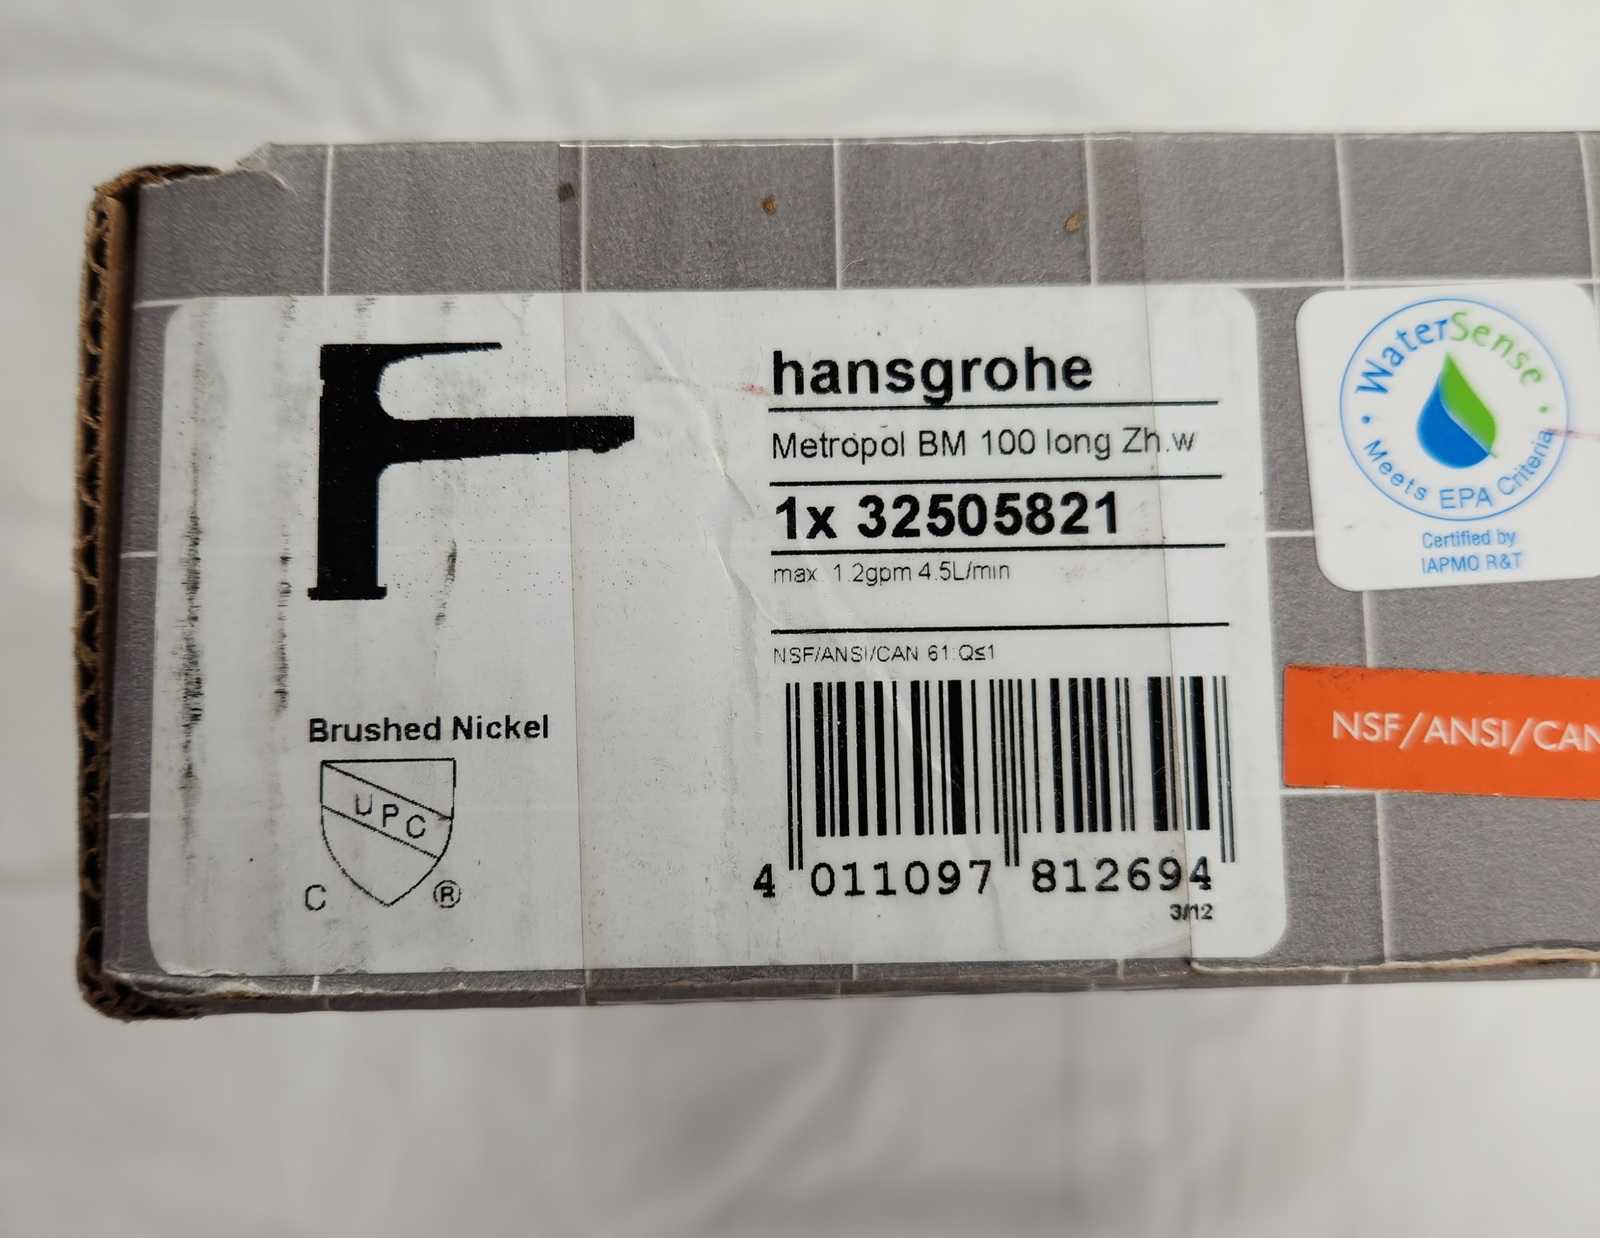 hansgrohe
Metropol BM 100 long Zh.w
1x 32505821
max. 1.2gpm 4.5L/min
NSF/ANSI/CAN 61:Q≤1
Brushed Nickel
UPC
C ®
4 011097 812694
3/12
WaterSense
Meets EPA Criteria
Certified by
IAPMO R&T
NSF/ANSI/CAN